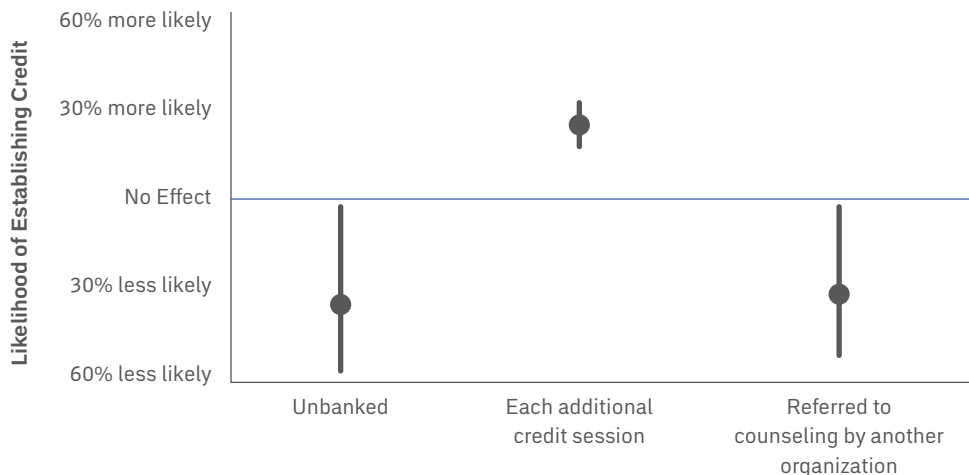 Likelihood of Establishing Credit
60% more likely
30% more likely
No Effect
30% less likely
60% less likely
Unbanked
Each additional
credit session
Referred to
counseling by another
organization